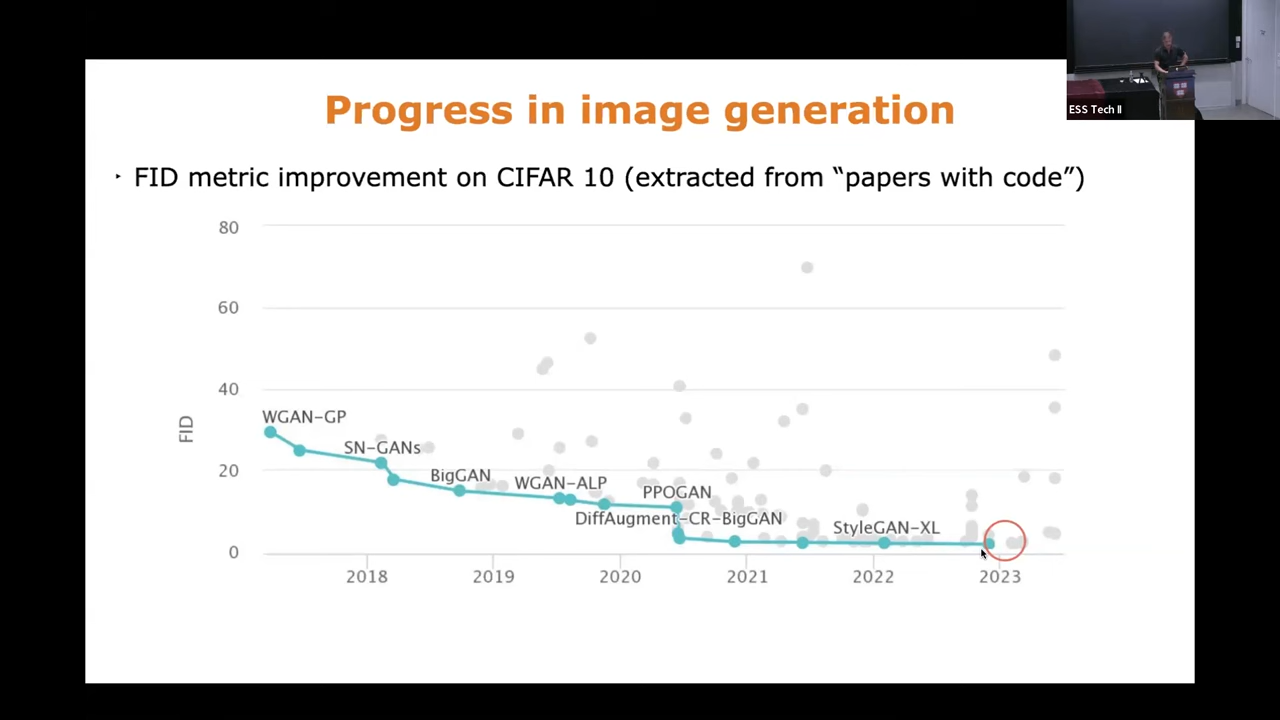 ESS Tech II
Progress in image generation
‣ FID metric improvement on CIFAR 10 (extracted from “papers with code”)
80
60
40
20
0
FID
WGAN-GP
SN-GANs
BigGAN
WGAN-ALP
PPOGAN
DiffAugment-CR-BigGAN
StyleGAN-XL
2018 2019 2020 2021 2022 2023